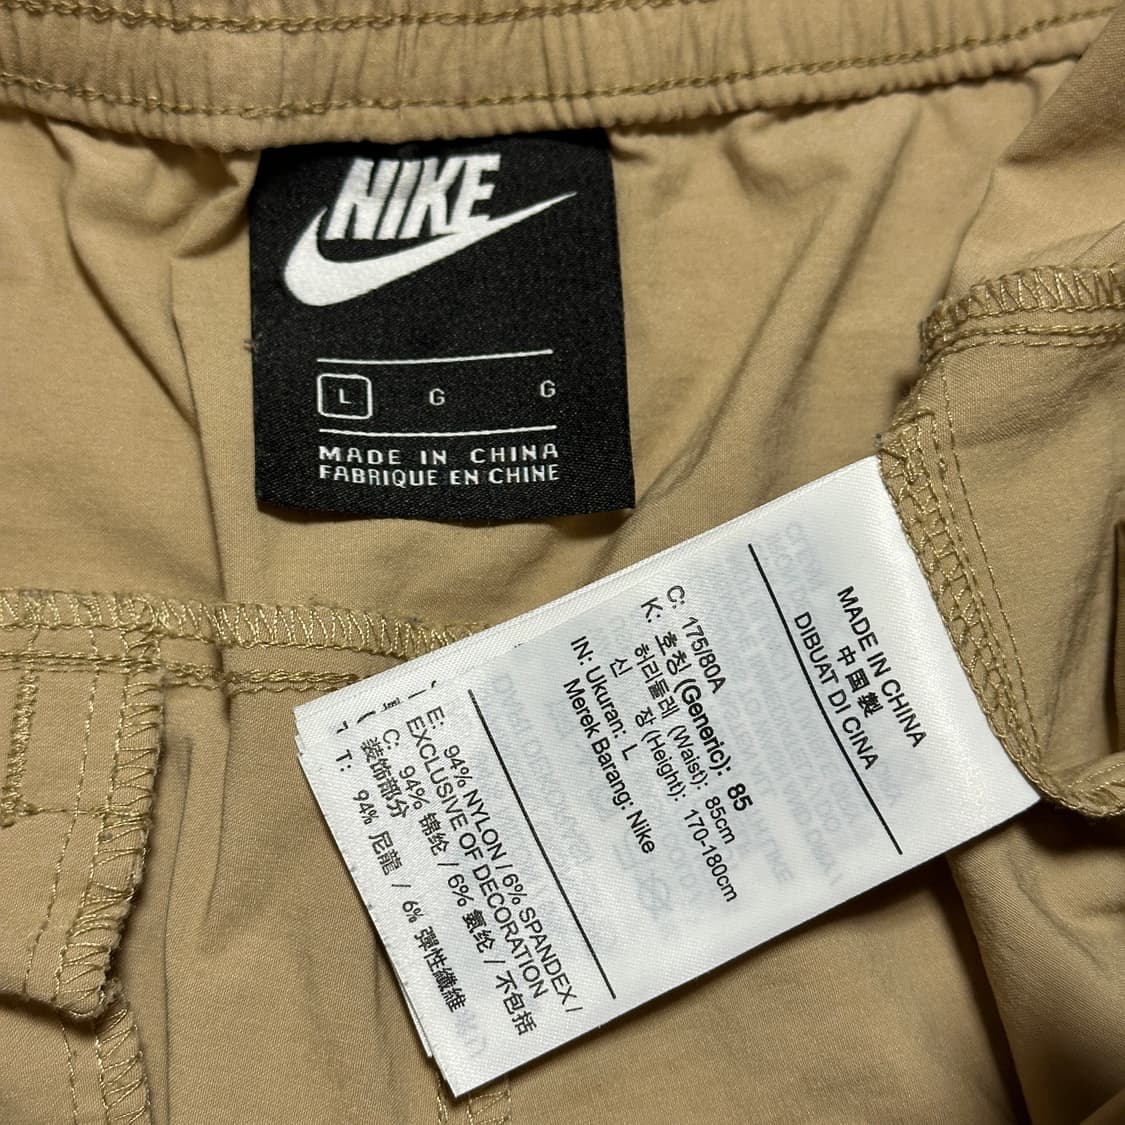 NIKE
L G G
MADE IN CHINA
FABRIQUE EN CHINE
MADE IN CHINA
中国製
DIBUAT DI CINA
C: 175/80A
K: 호칭 (Generic): 85
허리둘레 (Waist): 85cm
신 장 (Height): 170-180cm
IN: Ukuran: L
Merek Barang: Nike
E: 94% NYLON / 6% SPANDEX /
EXCLUSIVE OF DECORATION
C: 94% 锦纶 / 6% 氨纶 / 不包括
装饰部分
T: 94% 尼龍 / 6% 彈性纖維